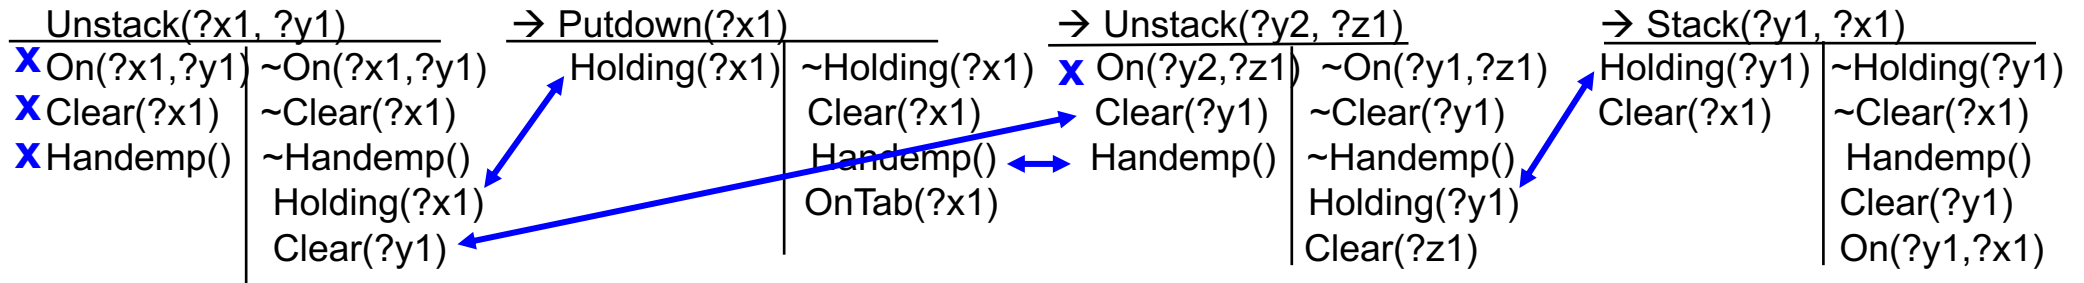 Unstack(?x1, ?y1) → Putdown(?x1) → Unstack(?y2, ?z1) → Stack(?y1, ?x1)
x On(?x1,?y1) ~On(?x1,?y1) Holding(?x1) ~Holding(?x1) x On(?y2,?z1) ~On(?y1,?z1) Holding(?y1) ~Holding(?y1)
x Clear(?x1) ~Clear(?x1) Clear(?x1) Clear(?y1) ~Clear(?y1) Clear(?x1) ~Clear(?x1)
x Handemp() ~Handemp() Handemp() Handemp() ~Handemp() Handemp()
Holding(?x1) OnTab(?x1) Holding(?y1) Clear(?y1)
Clear(?y1) Clear(?z1) On(?y1,?x1)